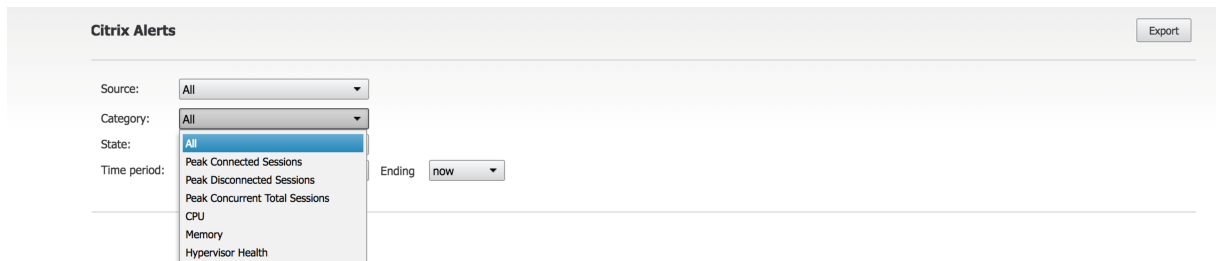 Citrix Alerts
Export
Source: All
Category: All
State:
All
Time period:
Peak Connected Sessions
Ending now
Peak Disconnected Sessions
Peak Concurrent Total Sessions
CPU
Memory
Hypervisor Health